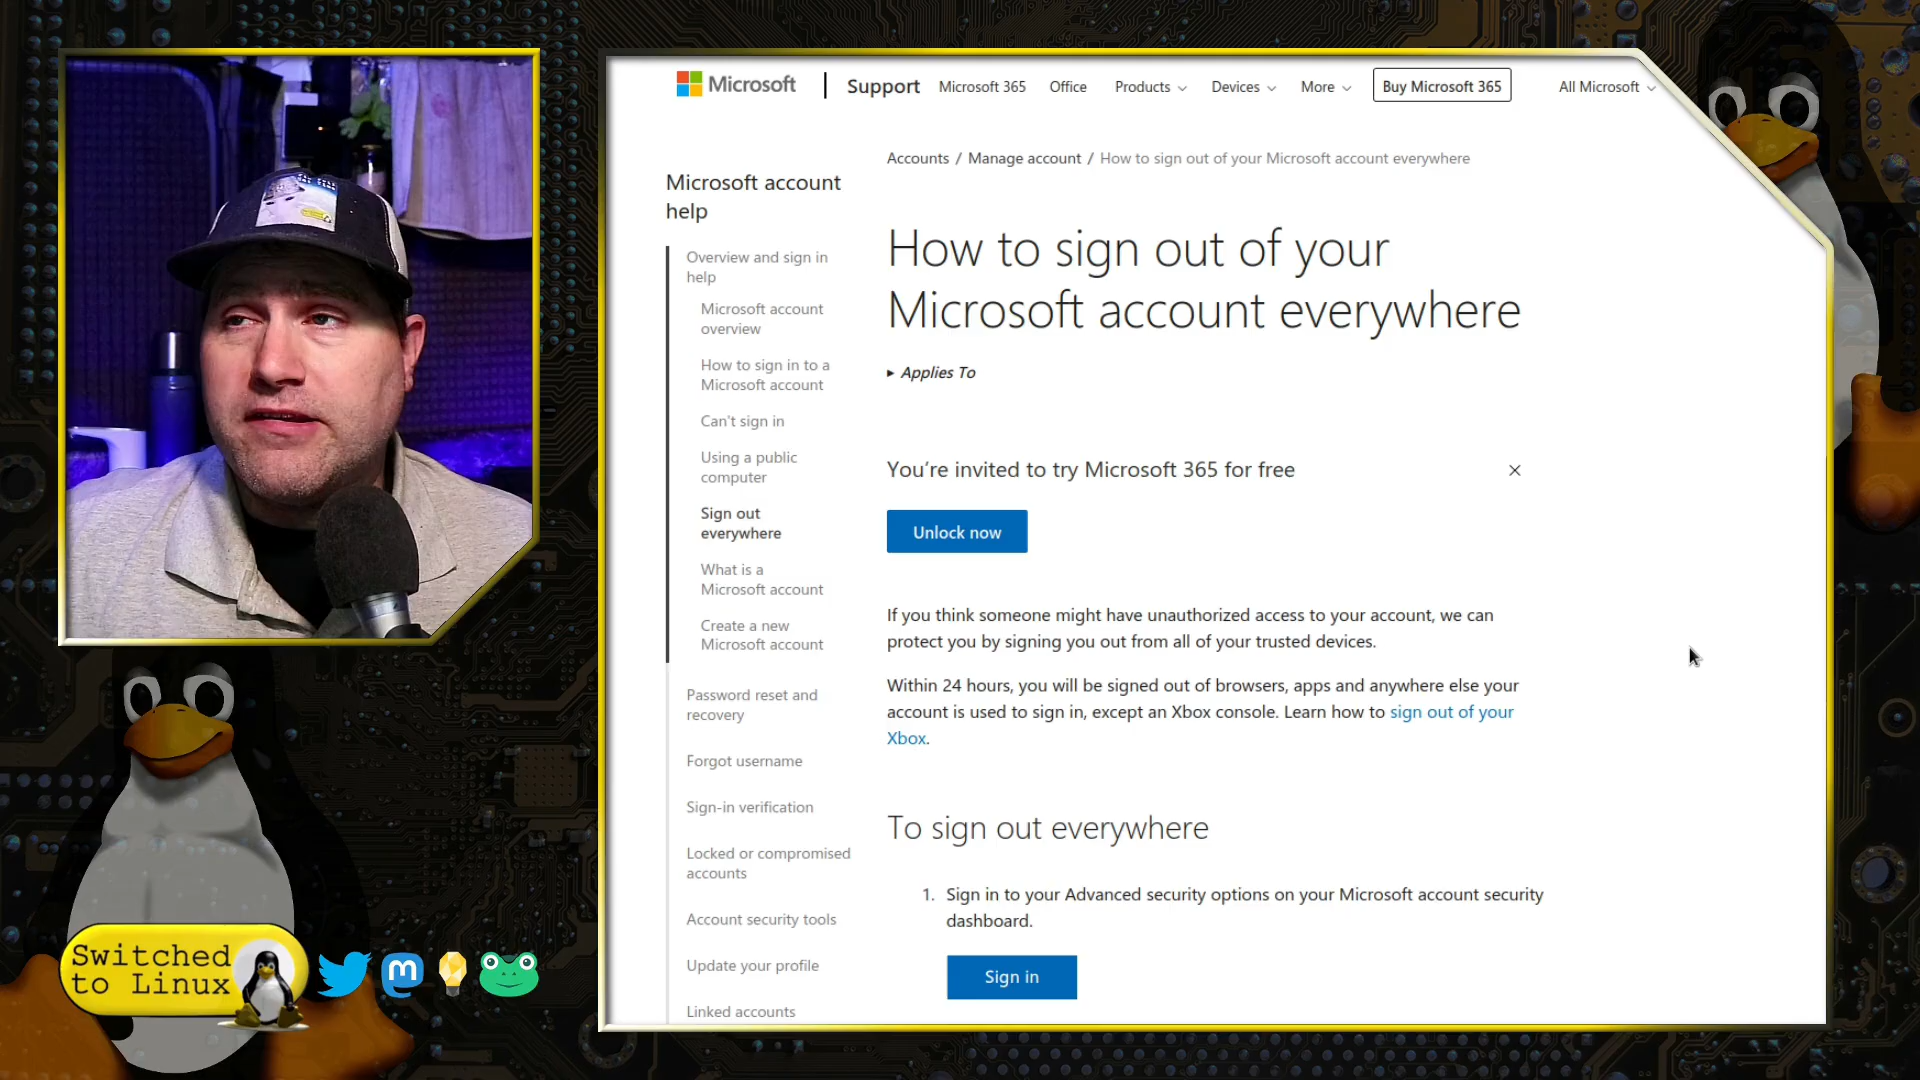 Microsoft
Support
Microsoft 365
Office
Products
Devices
More
Buy Microsoft 365
All Microsoft
Accounts / Manage account / How to sign out of your Microsoft account everywhere
Microsoft account
help
Overview and sign in
help
Microsoft account
overview
How to sign in to a
Microsoft account
Can't sign in
Using a public
computer
Sign out
everywhere
What is a
Microsoft account
Create a new
Microsoft account
Password reset and
recovery
Forgot username
Sign-in verification
Locked or compromised
accounts
Account security tools
Update your profile
Linked accounts
How to sign out of your
Microsoft account everywhere
Applies To
You’re invited to try Microsoft 365 for free
Unlock now
If you think someone might have unauthorized access to your account, we can
protect you by signing you out from all of your trusted devices.
Within 24 hours, you will be signed out of browsers, apps and anywhere else your
account is used to sign in, except an Xbox console. Learn how to sign out of your
Xbox.
To sign out everywhere
1. Sign in to your Advanced security options on your Microsoft account security
dashboard.
Sign in
Switched
to Linux